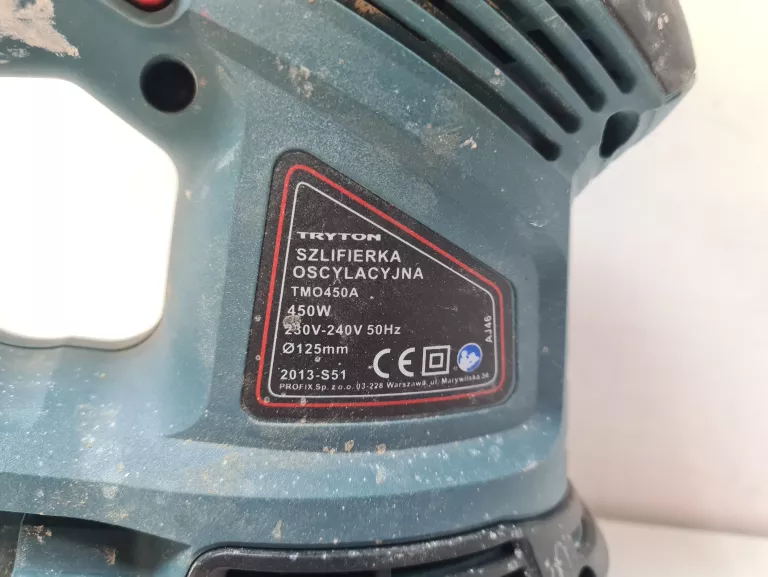 TRYTON
SZLIFIERKA
OSCYLACYJNA
TMO450A
450W
230V-240V 50Hz
Ø125mm
2013-S51
CE
AJ46
PROFIX Sp. z o.o. 03-228 Warszawa, ul. Marywilska 34